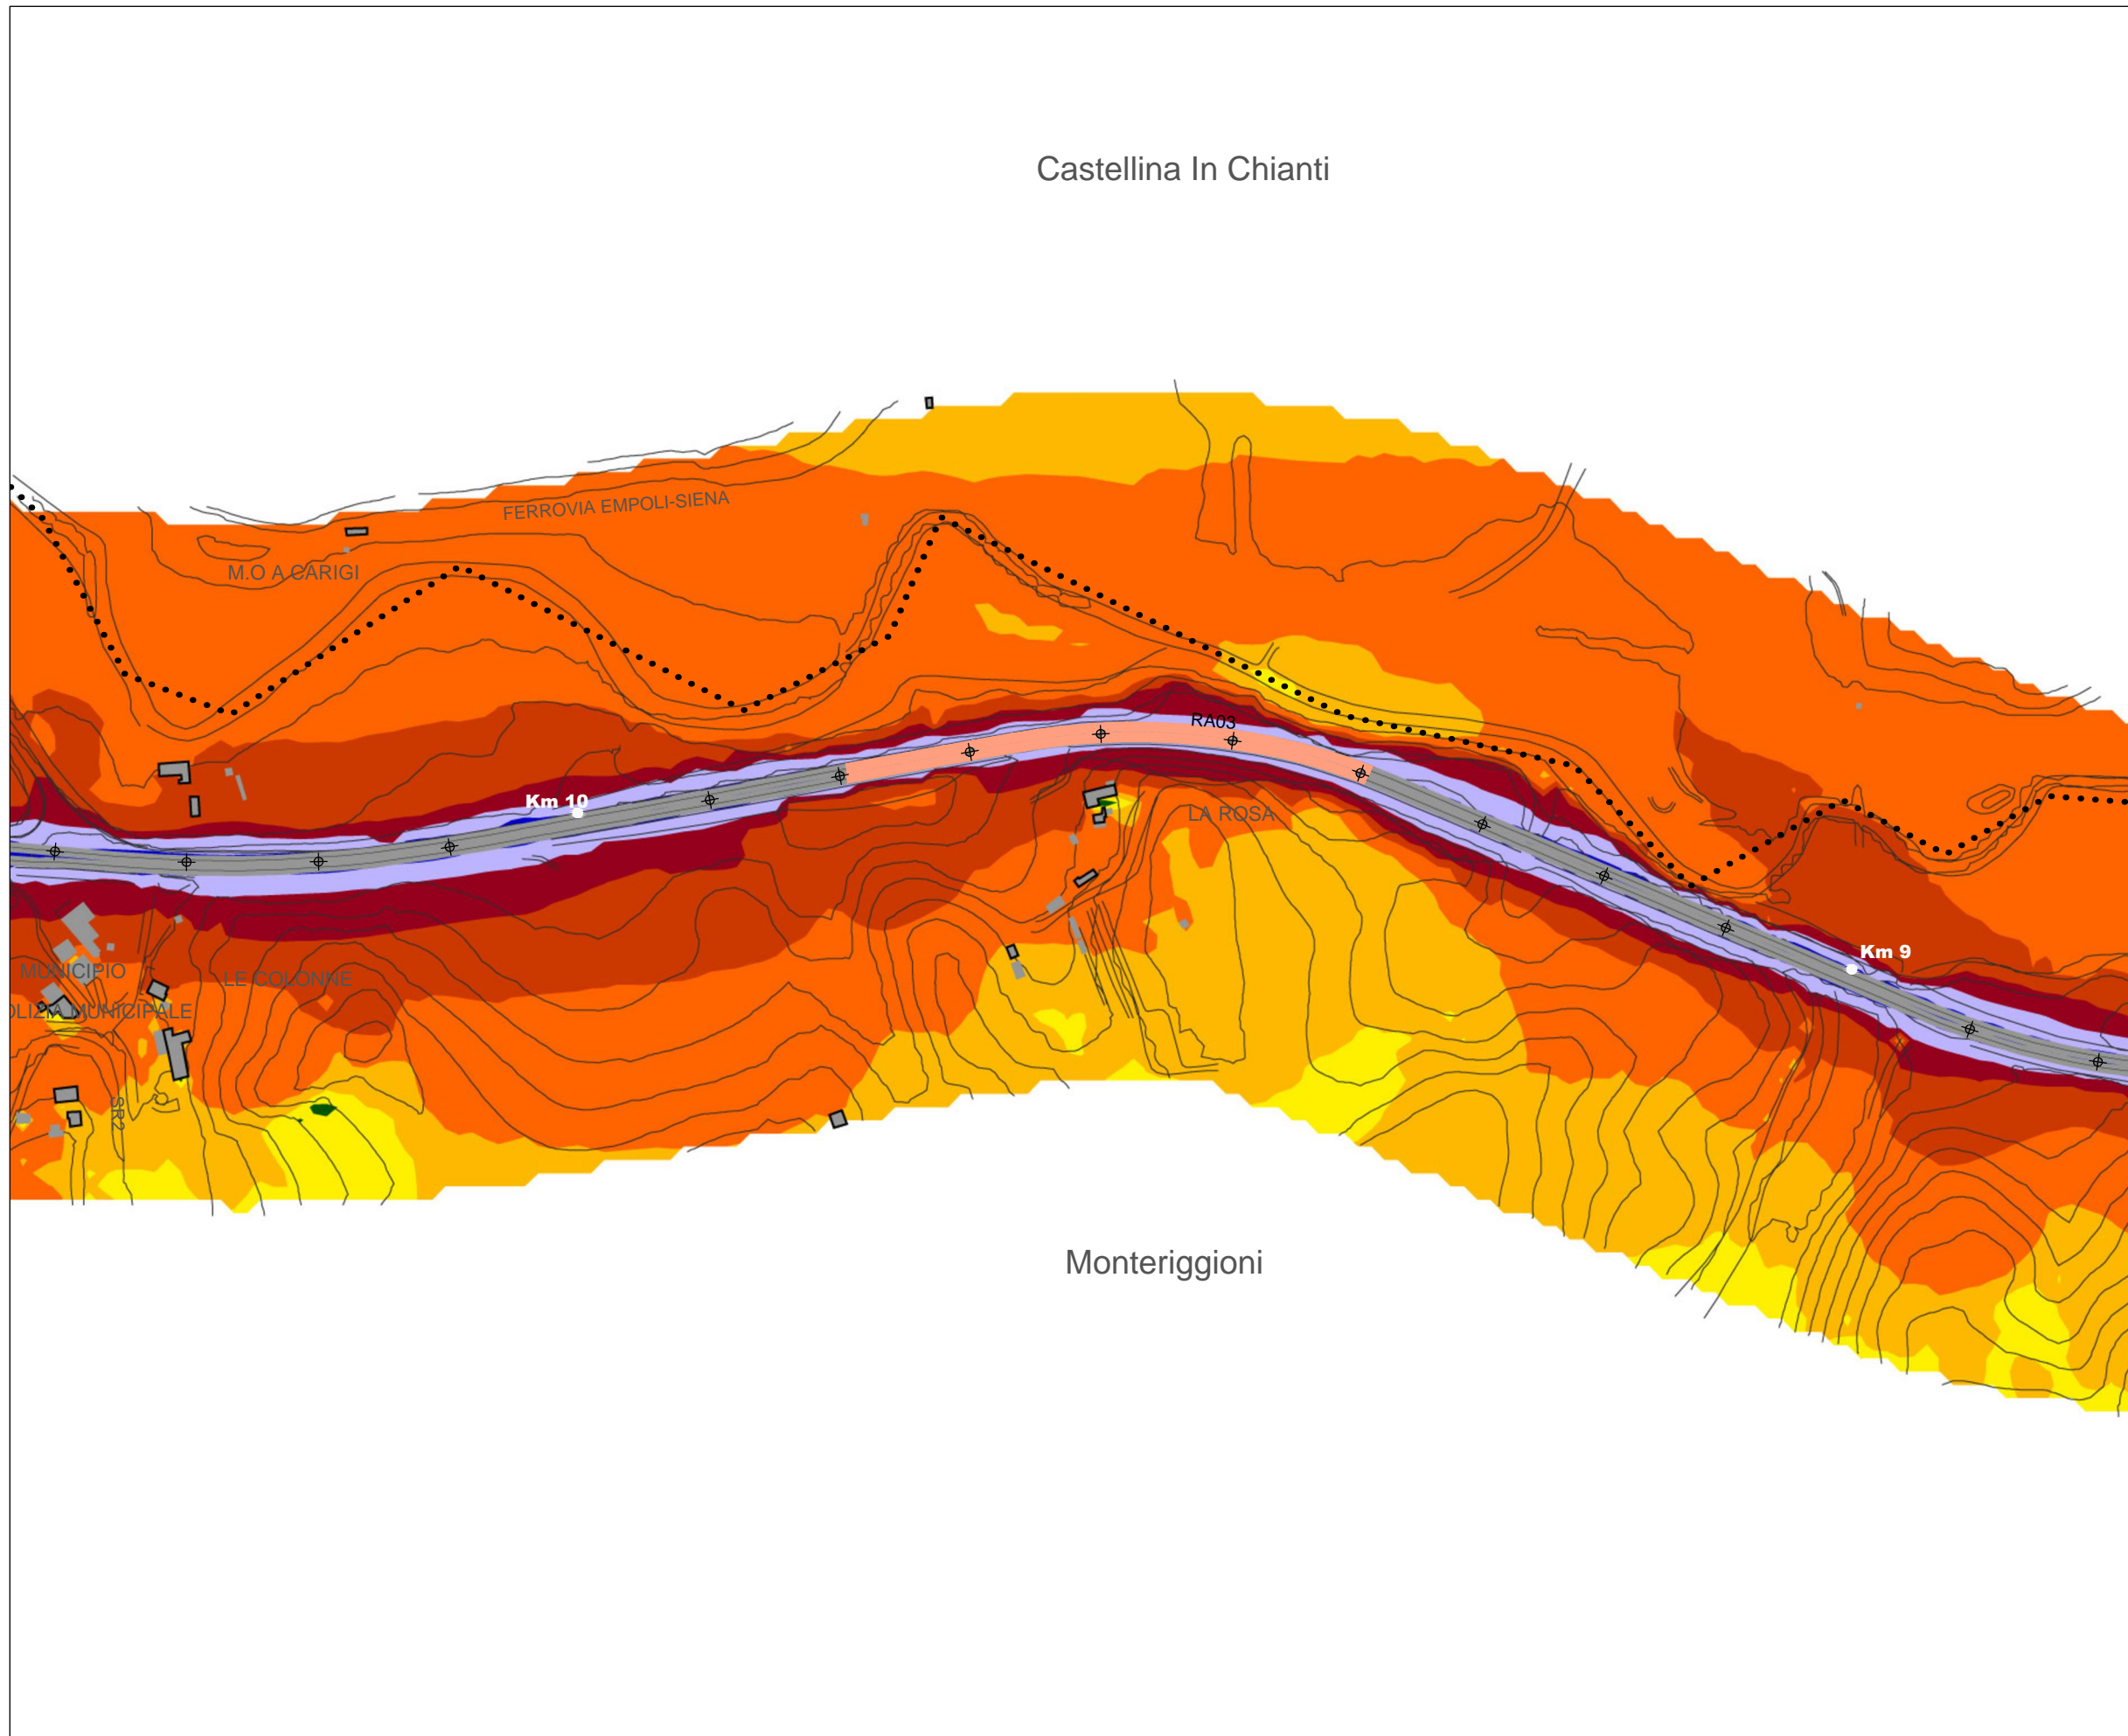 Castellina In Chianti
FERROVIA EMPOLI-SIENA
M.O A CARIGI
RA03
Km 10
LA ROSA
Km 9
MUNICIPIO
LE COLONNE
OLIZIA MUNICIPALE
SR2
Monteriggioni